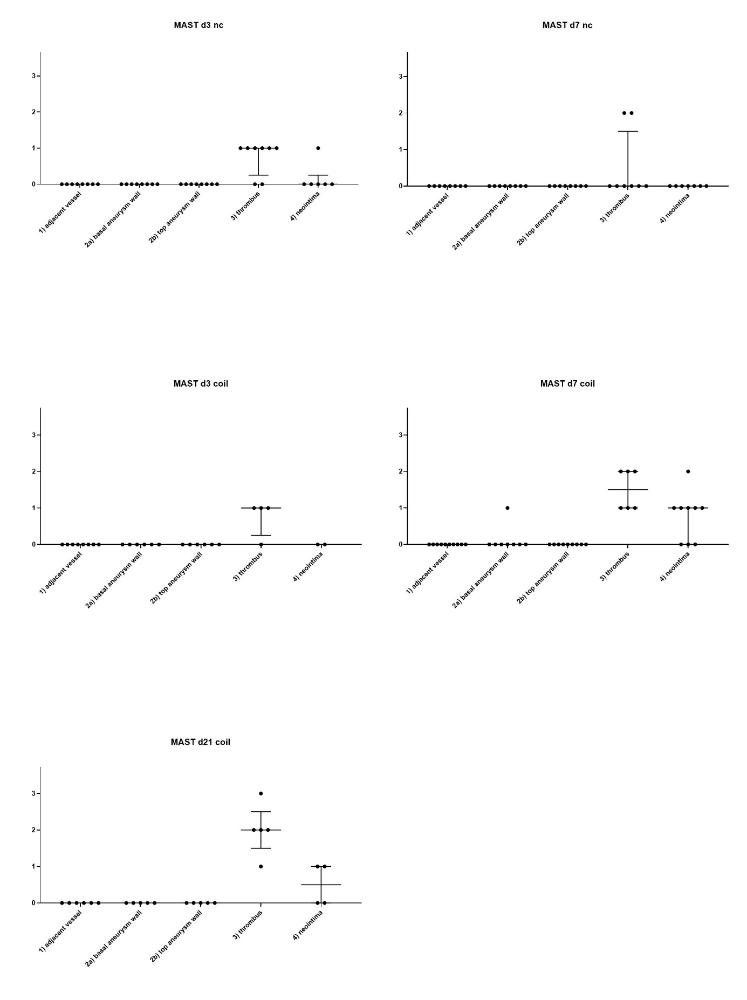 MAST d3 nc
3
2
1
0
1) adjacent vessel
2a) basal aneurysm wall
2b) top aneurysm wall
3) thrombus
4) neointima
MAST d7 nc
3
2
1
0
1) adjacent vessel
2a) basal aneurysm wall
2b) top aneurysm wall
3) thrombus
4) neointima
MAST d3 coil
3
2
1
0
1) adjacent vessel
2a) basal aneurysm wall
2b) top aneurysm wall
3) thrombus
4) neointima
MAST d7 coil
3
2
1
0
1) adjacent vessel
2a) basal aneurysm wall
2b) top aneurysm wall
3) thrombus
4) neointima
MAST d21 coil
3
2
1
0
1) adjacent vessel
2a) basal aneurysm wall
2b) top aneurysm wall
3) thrombus
4) neointima